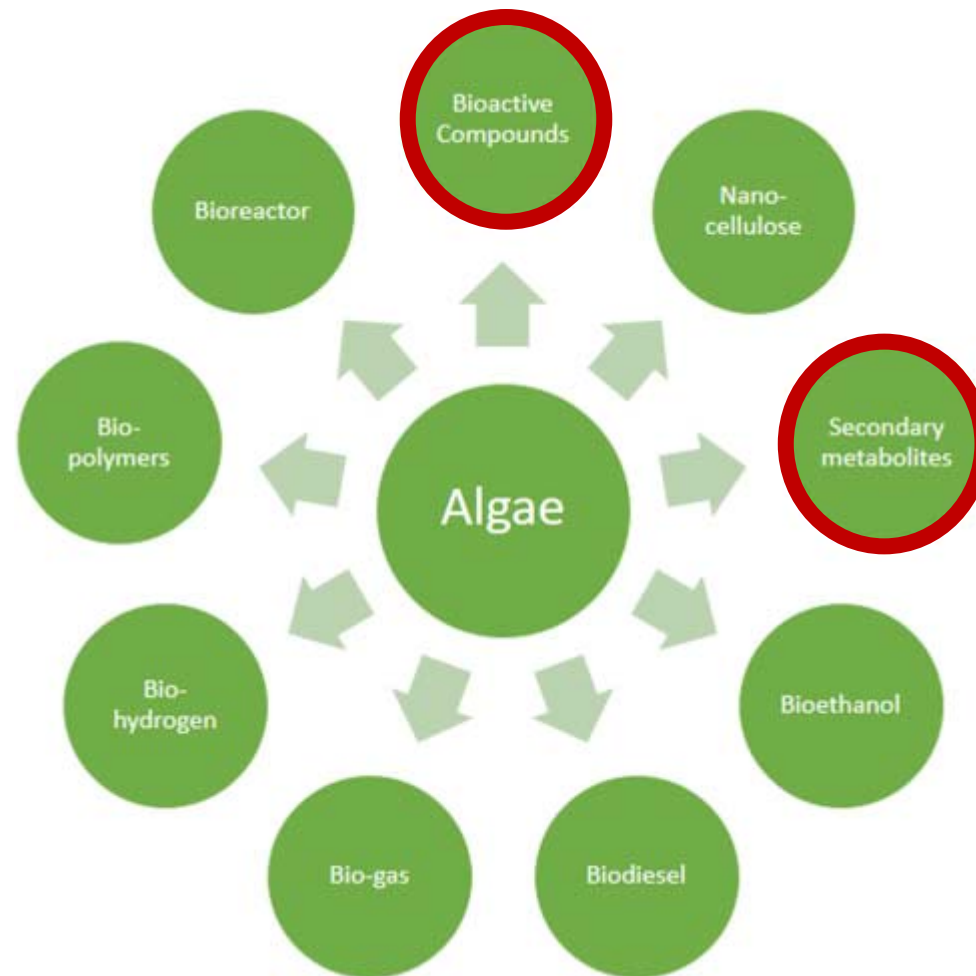 Bioactive
Compounds
Nano-
cellulose
Secondary
metabolites
Bioethanol
Biodiesel
Bio-gas
Bio-
hydrogen
Bio-
polymers
Bioreactor
Algae